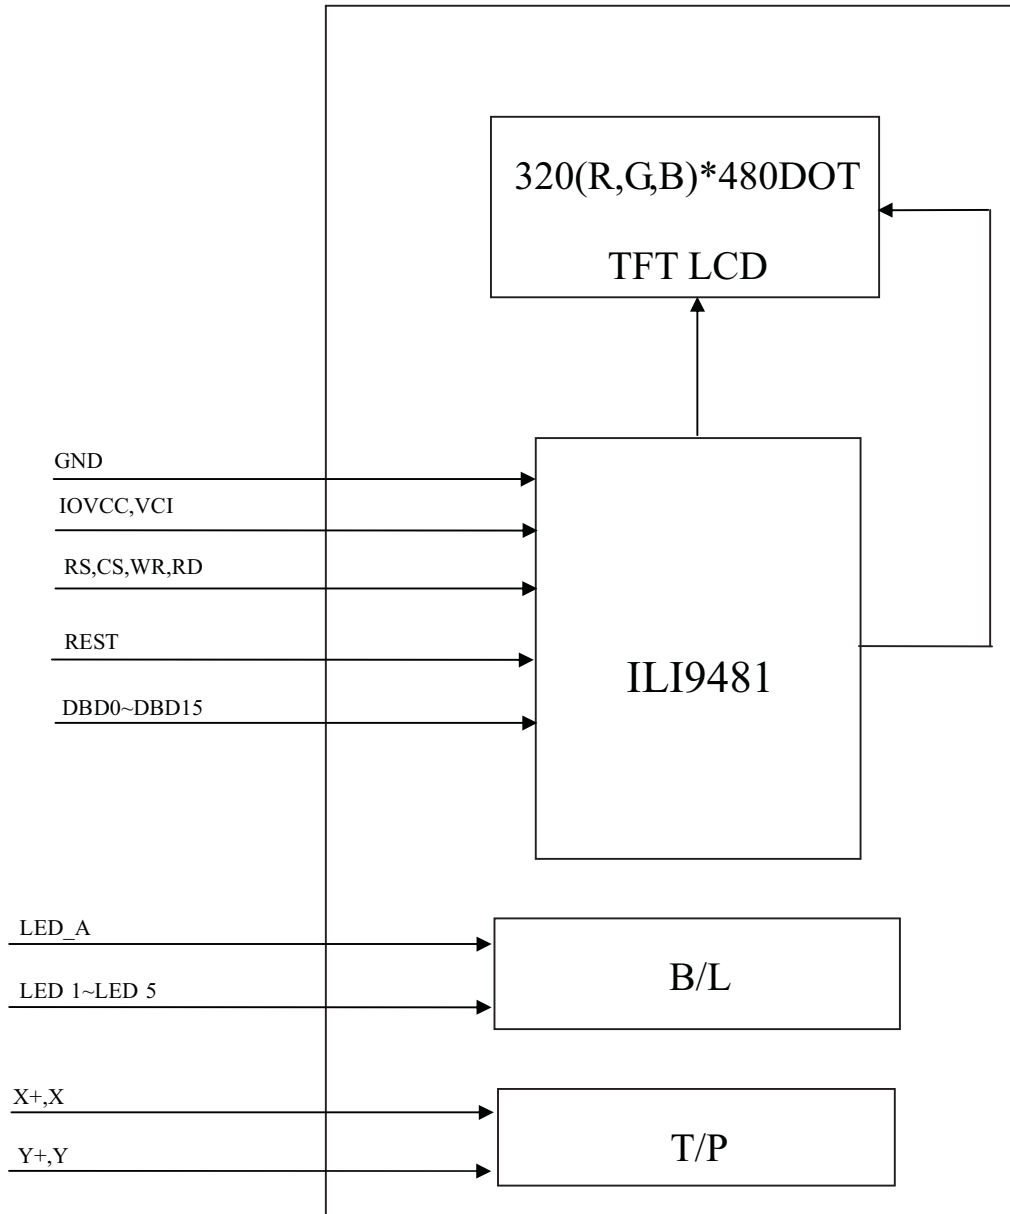 320(R,G,B)*480DOT
TFT LCD
GND
IOVCC,VCI
RS,CS,WR,RD
REST
DBD0~DBD15
ILI9481
LED_A
LED 1~LED 5
B/L
X+,X
Y+,Y
T/P